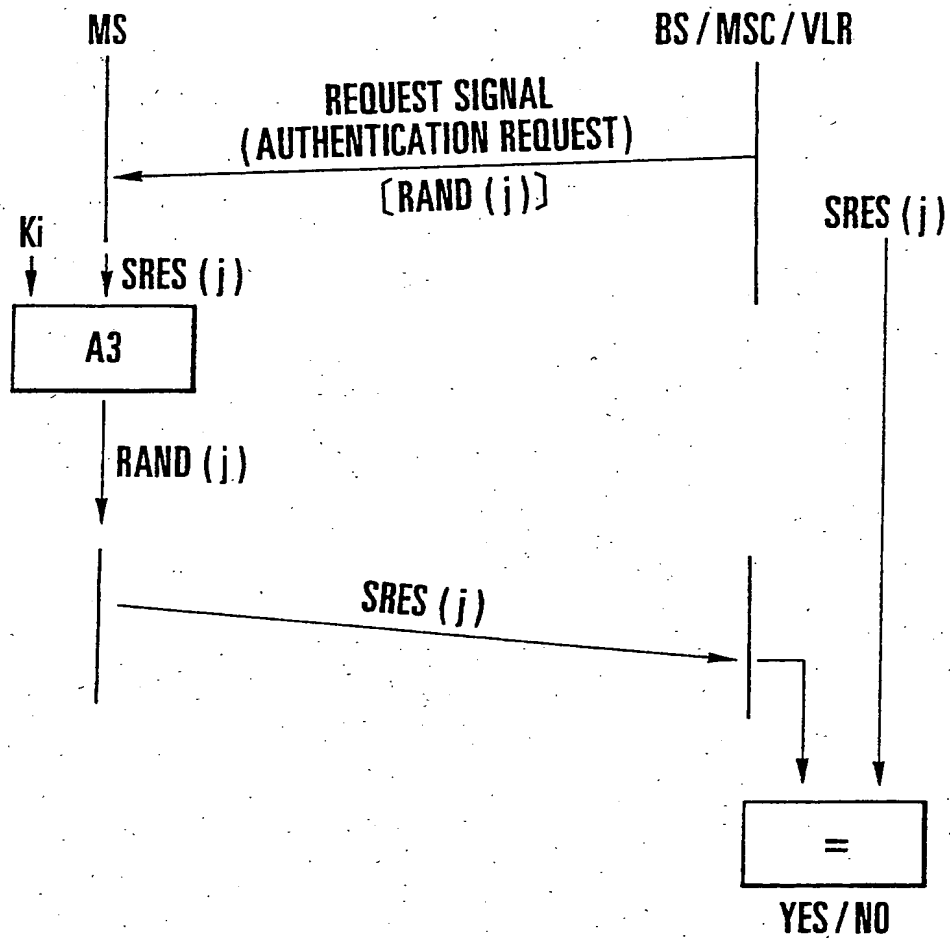 MS
BS / MSC / VLR
REQUEST SIGNAL
(AUTHENTICATION REQUEST)
〔RAND (j)〕
SRES (j)
Ki
SRES (j)
A3
RAND (j)
SRES (j)
=
YES / NO